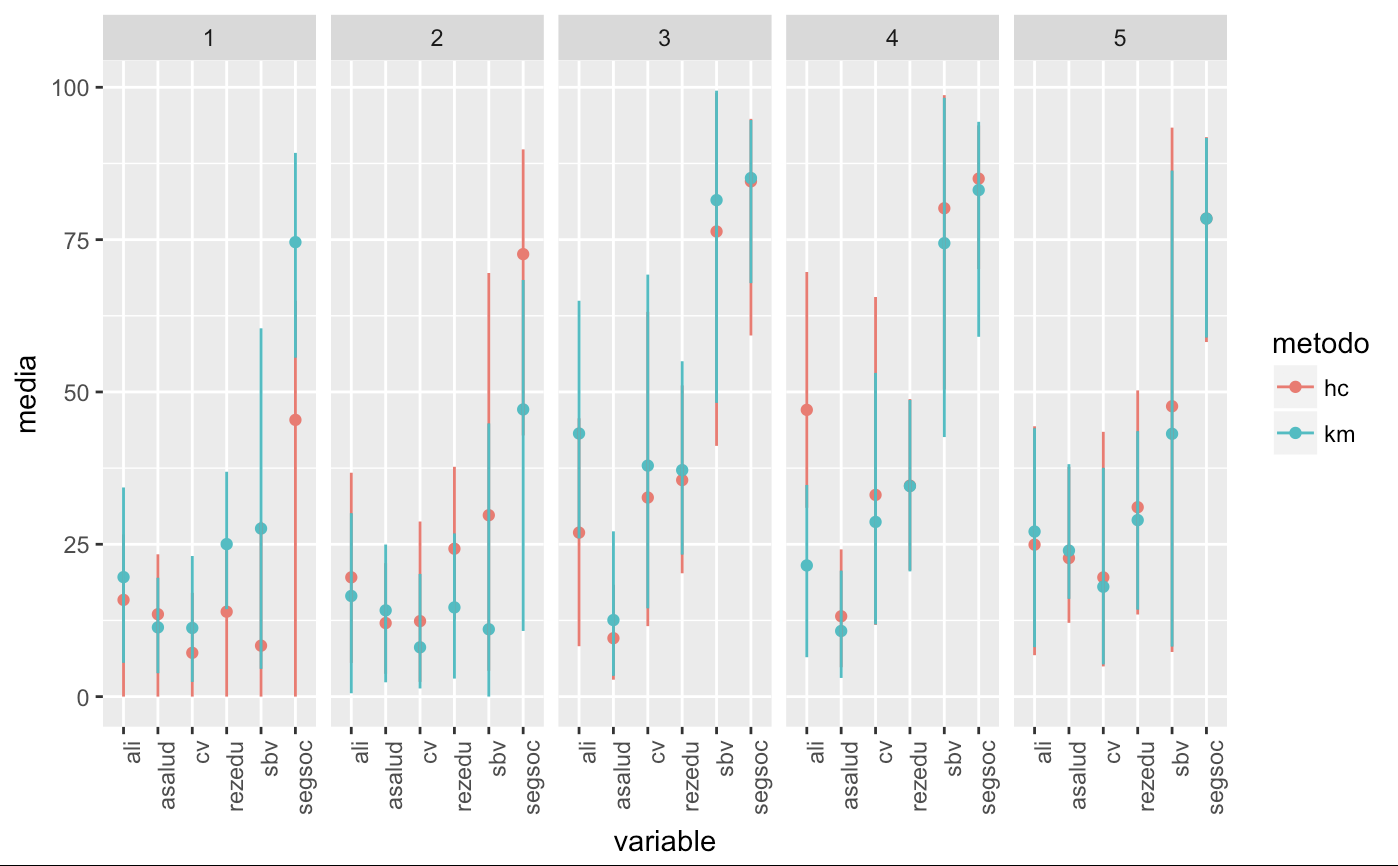 1 2 3 4 5
media
100
75
50
25
0
ali asalud cv rezedu sbv segsoc ali asalud cv rezedu sbv segsoc ali asalud cv rezedu sbv segsoc ali asalud cv rezedu sbv segsoc ali asalud cv rezedu sbv segsoc
variable
metodo
hc
km